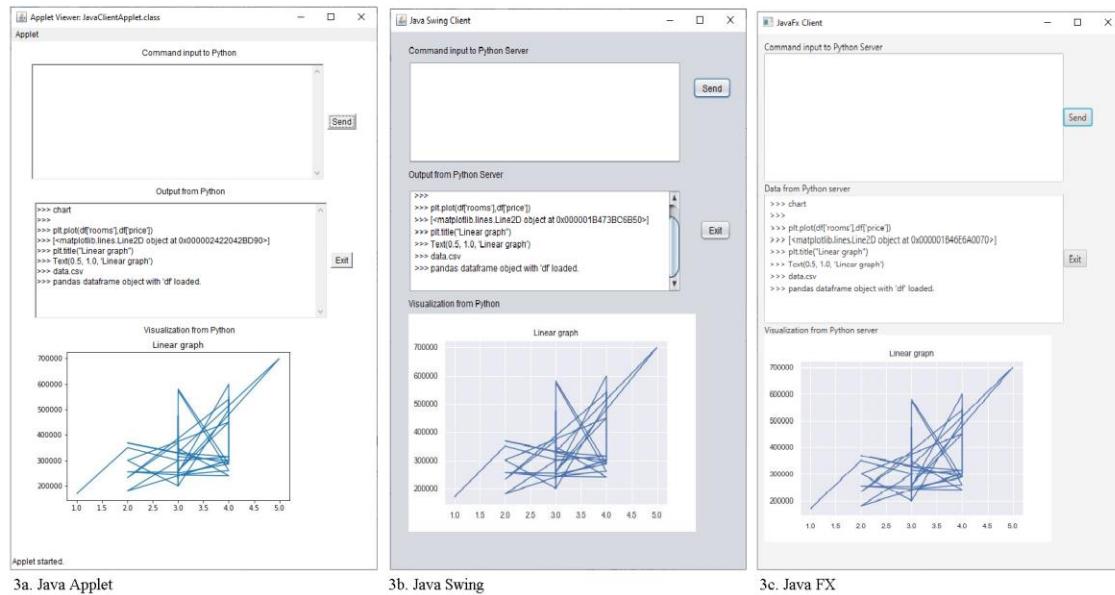 Applet Viewer: JavaClientApplet.class
Applet
Command input to Python
Send
Output from Python
>>> chart
>>>
>>> plt.plot(df['rooms'],df['price'])
>>> [<matplotlib.lines.Line2D object at 0x000002422042BD90>]
>>> plt.title("Linear graph")
>>> Text(0.5, 1.0, 'Linear graph')
>>> data.csv
>>> pandas dataframe object with 'df' loaded.
Exit
Visualization from Python
Linear graph
700000
600000
500000
400000
300000
200000
1.0 1.5 2.0 2.5 3.0 3.5 4.0 4.5 5.0
Applet started.
3a. Java Applet
Java Swing Client
Command input to Python Server
Send
Output from Python Server
>>>
>>> plt.plot(df['rooms'],df['price'])
>>> [<matplotlib.lines.Line2D object at 0x000001B473BC6B50>]
>>> plt.title("Linear graph")
>>> Text(0.5, 1.0, 'Linear graph')
>>> data.csv
>>> pandas dataframe object with 'df' loaded.
Exit
Visualization from Python
Linear graph
700000
600000
500000
400000
300000
200000
1.0 1.5 2.0 2.5 3.0 3.5 4.0 4.5 5.0
3b. Java Swing
JavaFx Client
Command input to Python Server
Send
Data from Python server
>>> chart
>>>
>>> plt.plot(df['rooms'],df['price'])
>>> [<matplotlib.lines.Line2D object at 0x000001846E6A0070>]
>>> plt.title("Linear graph")
>>> Text(0.5, 1.0, 'Linear graph')
>>> data.csv
>>> pandas dataframe object with 'df' loaded.
Exit
Visualization from Python server
Linear graph
700000
600000
500000
400000
300000
200000
1.0 1.5 2.0 2.5 3.0 3.5 4.0 4.5 5.0
3c. Java FX